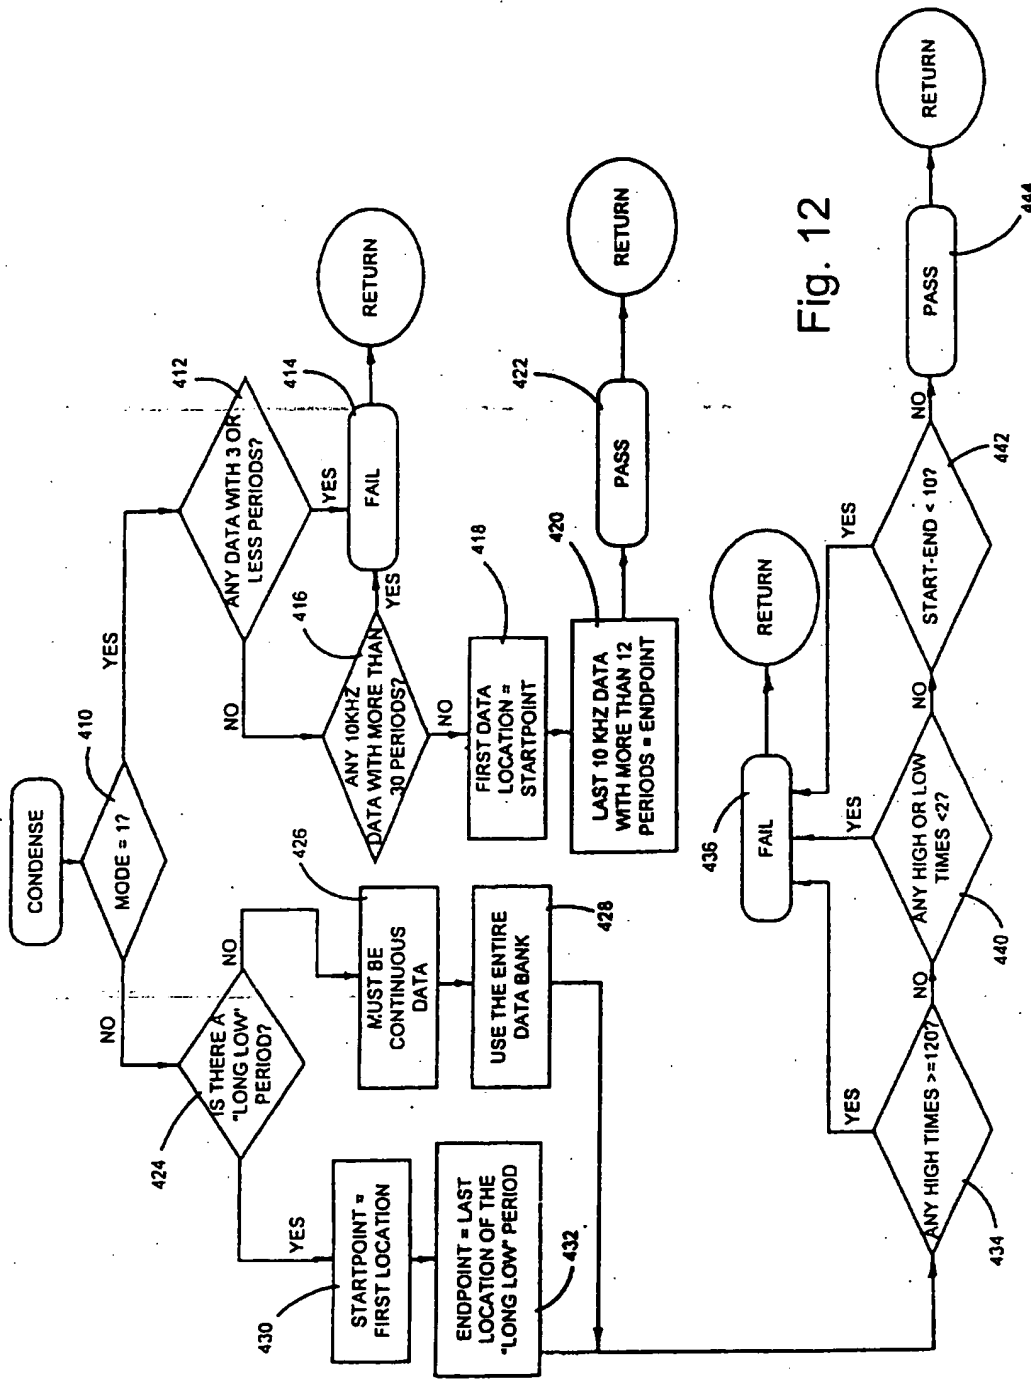 CONDENSE
410
MODE = 1?
NO
YES
424
IS THERE A
"LONG LOW"
PERIOD?
NO
YES
426
MUST BE
CONTINUOUS
DATA
428
USE THE ENTIRE
DATA BANK
430
STARTPOINT =
FIRST LOCATION
ENDPOINT = LAST
LOCATION OF THE
"LONG LOW" PERIOD
432
412
ANY DATA WITH 3 OR
LESS PERIODS?
NO
YES
414
FAIL
RETURN
416
ANY 10KHZ
DATA WITH MORE THAN
30 PERIODS?
YES
NO
418
FIRST DATA
LOCATION =
STARTPOINT
420
LAST 10 KHZ DATA
WITH MORE THAN 12
PERIODS = ENDPOINT
422
PASS
RETURN
434
ANY HIGH TIMES >=120?
YES
NO
436
FAIL
RETURN
440
ANY HIGH OR LOW
TIMES <2?
YES
NO
442
START-END < 10?
YES
NO
444
PASS
RETURN
Fig. 12